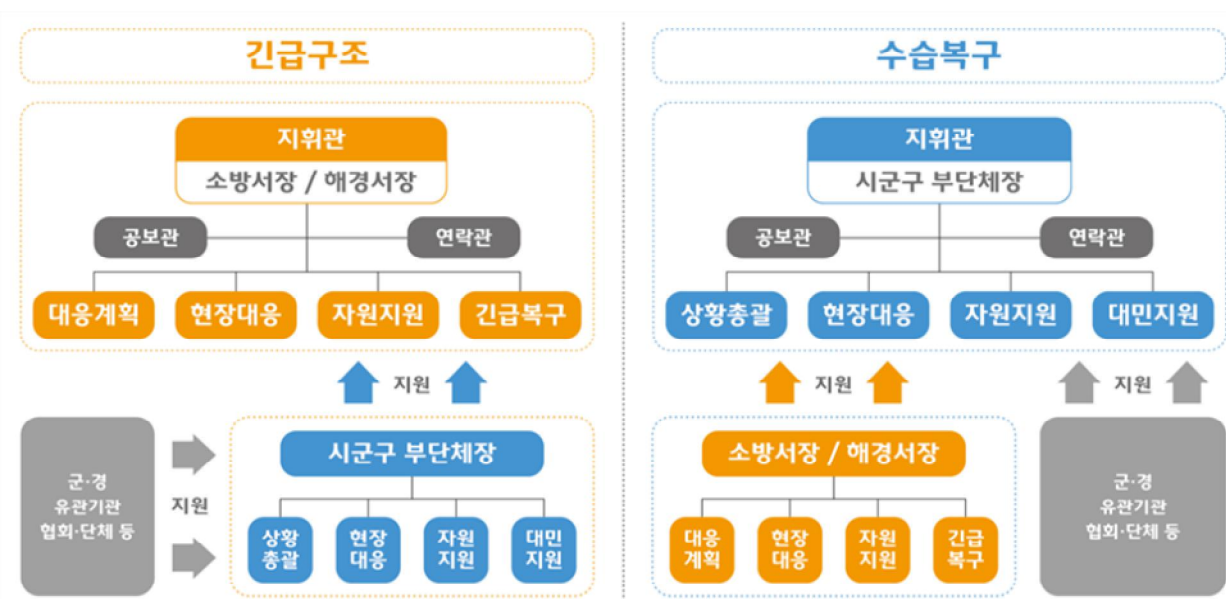 긴급구조
지휘관
소방서장 / 해경서장
공보관
연락관
대응계획
현장대응
자원지원
긴급복구
지원
군·경
유관기관
협회·단체 등
지원
시군구 부단체장
상황
총괄
현장
대응
자원
지원
대민
지원
수습복구
지휘관
시군구 부단체장
공보관
연락관
상황총괄
현장대응
자원지원
대민지원
지원
지원
소방서장 / 해경서장
대응
계획
현장
대응
자원
지원
긴급
복구
군·경
유관기관
협회·단체 등